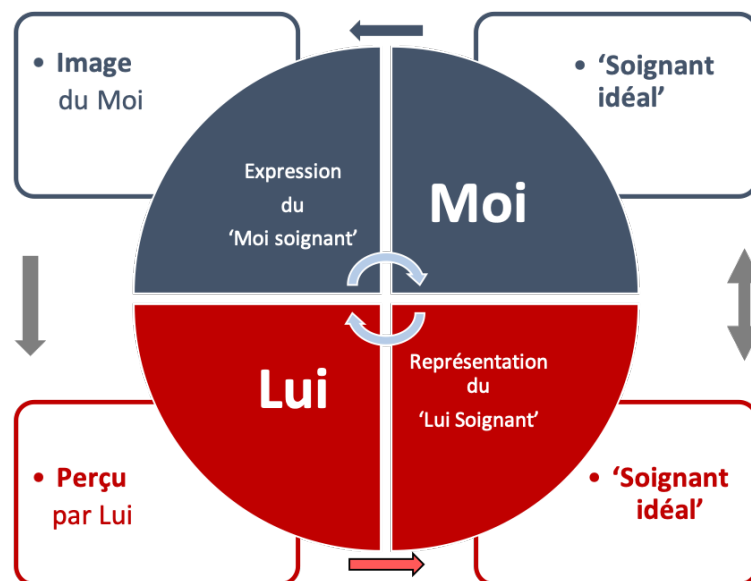 • Image
du Moi
• ‘Soignant
idéal’
Expression
du
‘Moi soignant’
Moi
Lui
Représentation
du
‘Lui Soignant’
• Perçu
par Lui
• ‘Soignant
idéal’